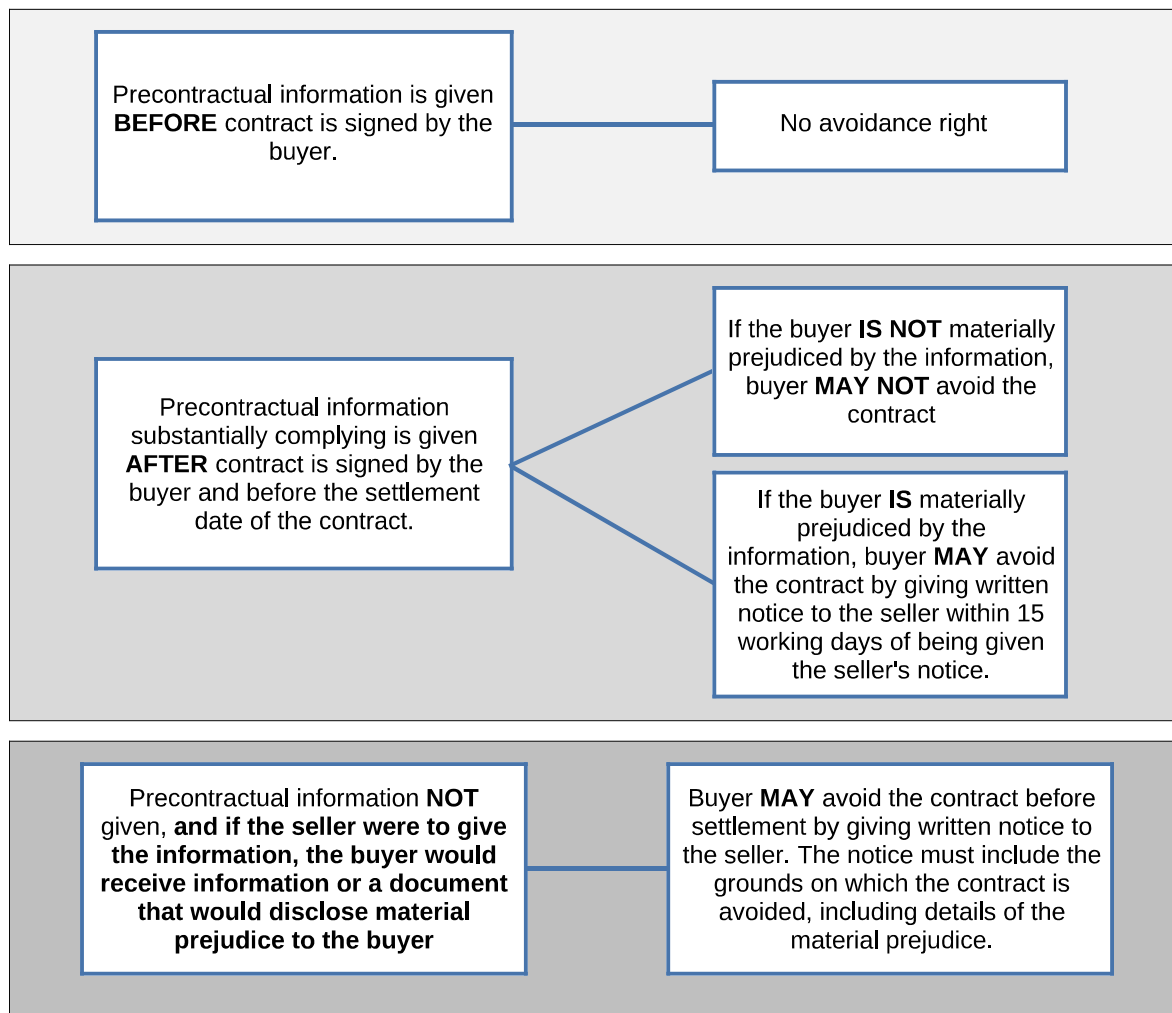 Precontractual information is given
BEFORE contract is signed by the
buyer.
No avoidance right
Precontractual information
substantially complying is given
AFTER contract is signed by the
buyer and before the settlement
date of the contract.
If the buyer IS NOT materially
prejudiced by the information,
buyer MAY NOT avoid the
contract
If the buyer IS materially
prejudiced by the
information, buyer MAY avoid
the contract by giving written
notice to the seller within 15
working days of being given
the seller's notice.
Precontractual information NOT
given, and if the seller were to give
the information, the buyer would
receive information or a document
that would disclose material
prejudice to the buyer
Buyer MAY avoid the contract before
settlement by giving written notice to
the seller. The notice must include the
grounds on which the contract is
avoided, including details of the
material prejudice.